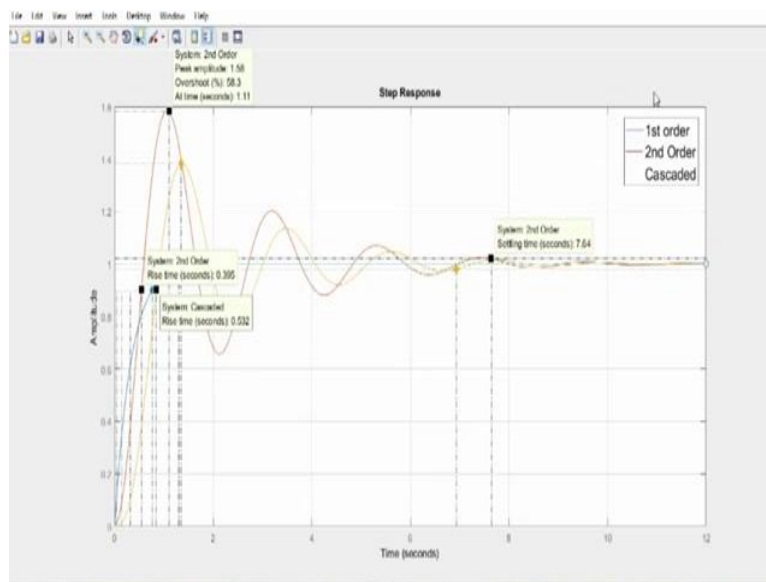 File Edit View Insert Tools Desktop Window Help
System: 2nd Order
Peak amplitude: 1.58
Overshoot (%): 58.3
At time (seconds): 1.11
Step Response
1st order
2nd Order
Cascaded
System: 2nd Order
Settling time (seconds): 7.64
System: 2nd Order
Rise time (seconds): 0.395
System: Cascaded
Rise time (seconds): 0.532
Amplitude
1.6
1.4
1.2
1
0.8
0.6
0.4
0.2
0
0 2 4 6 8 10 12
Time (seconds)